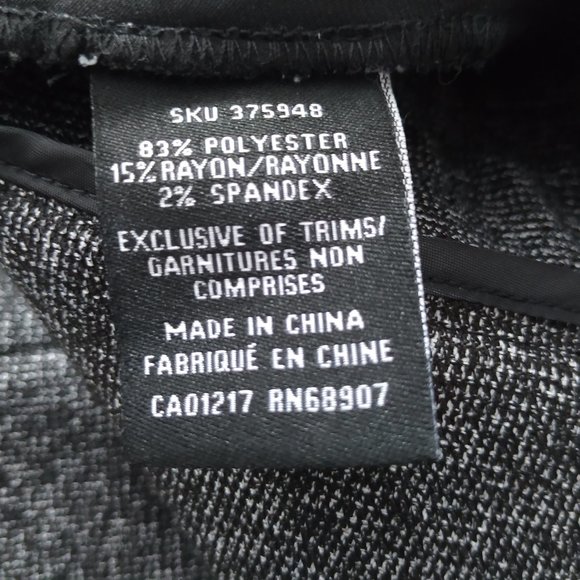 SKU 375948
83% POLYESTER
15% RAYON/RAYONNE
2% SPANDEX
EXCLUSIVE OF TRIMS/
GARNITURES NON
COMPRISES
MADE IN CHINA
FABRIQUÉ EN CHINE
CA01217 RN68907